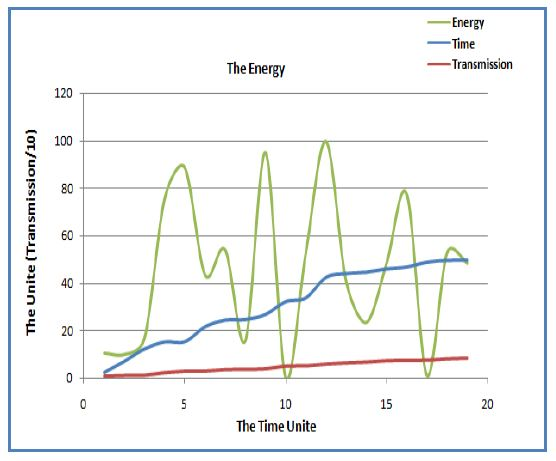 Energy
Time
Transmission
The Energy
The Unite (Transmission/10)
120
100
80
60
40
20
0
0 5 10 15 20
The Time Unite